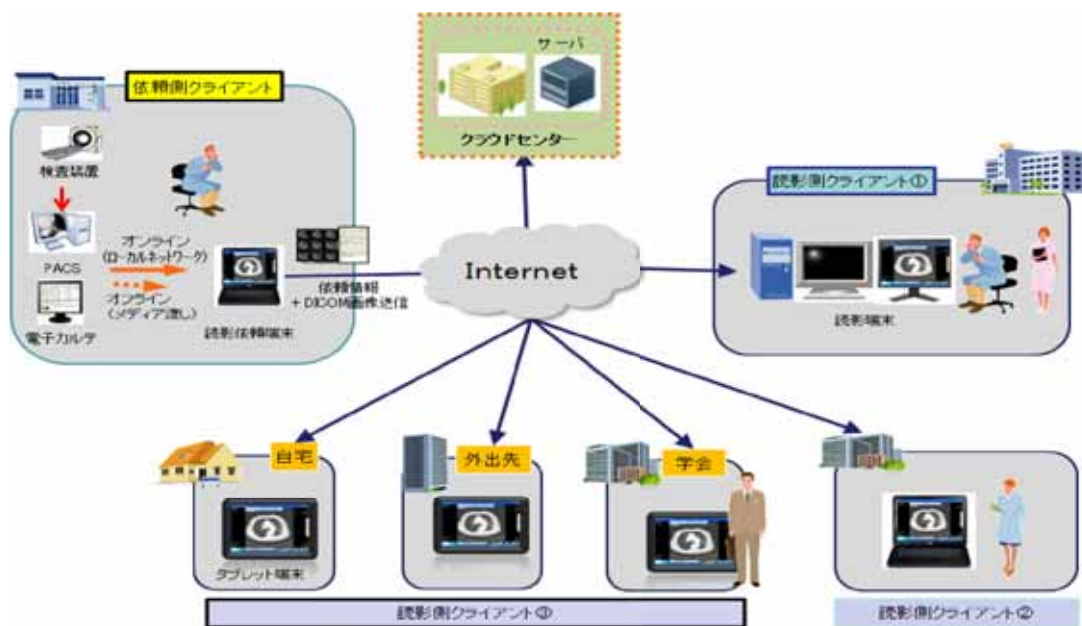 サーバ
クラウドセンター
依頼側クライアント
検査装置
PACS
オンライン
(ローカルネットワーク)
オフライン
(メディア渡し)
電子カルテ
読影依頼端末
依頼情報
+DICOM画像送信
Internet
読影側クライアント①
読影端末
自宅
タブレット端末
外出先
学会
読影側クライアント③
読影側クライアント②